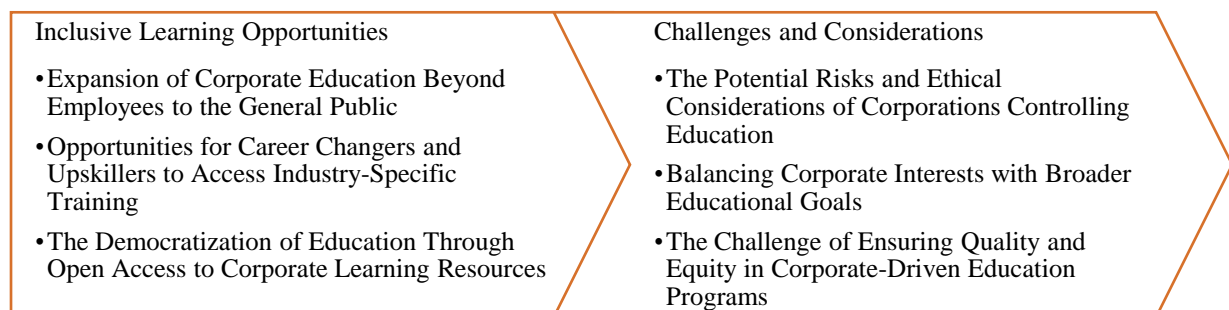 Inclusive Learning Opportunities
•Expansion of Corporate Education Beyond
Employees to the General Public
•Opportunities for Career Changers and
Upskillers to Access Industry-Specific
Training
•The Democratization of Education Through
Open Access to Corporate Learning Resources
Challenges and Considerations
•The Potential Risks and Ethical
Considerations of Corporations Controlling
Education
•Balancing Corporate Interests with Broader
Educational Goals
•The Challenge of Ensuring Quality and
Equity in Corporate-Driven Education
Programs